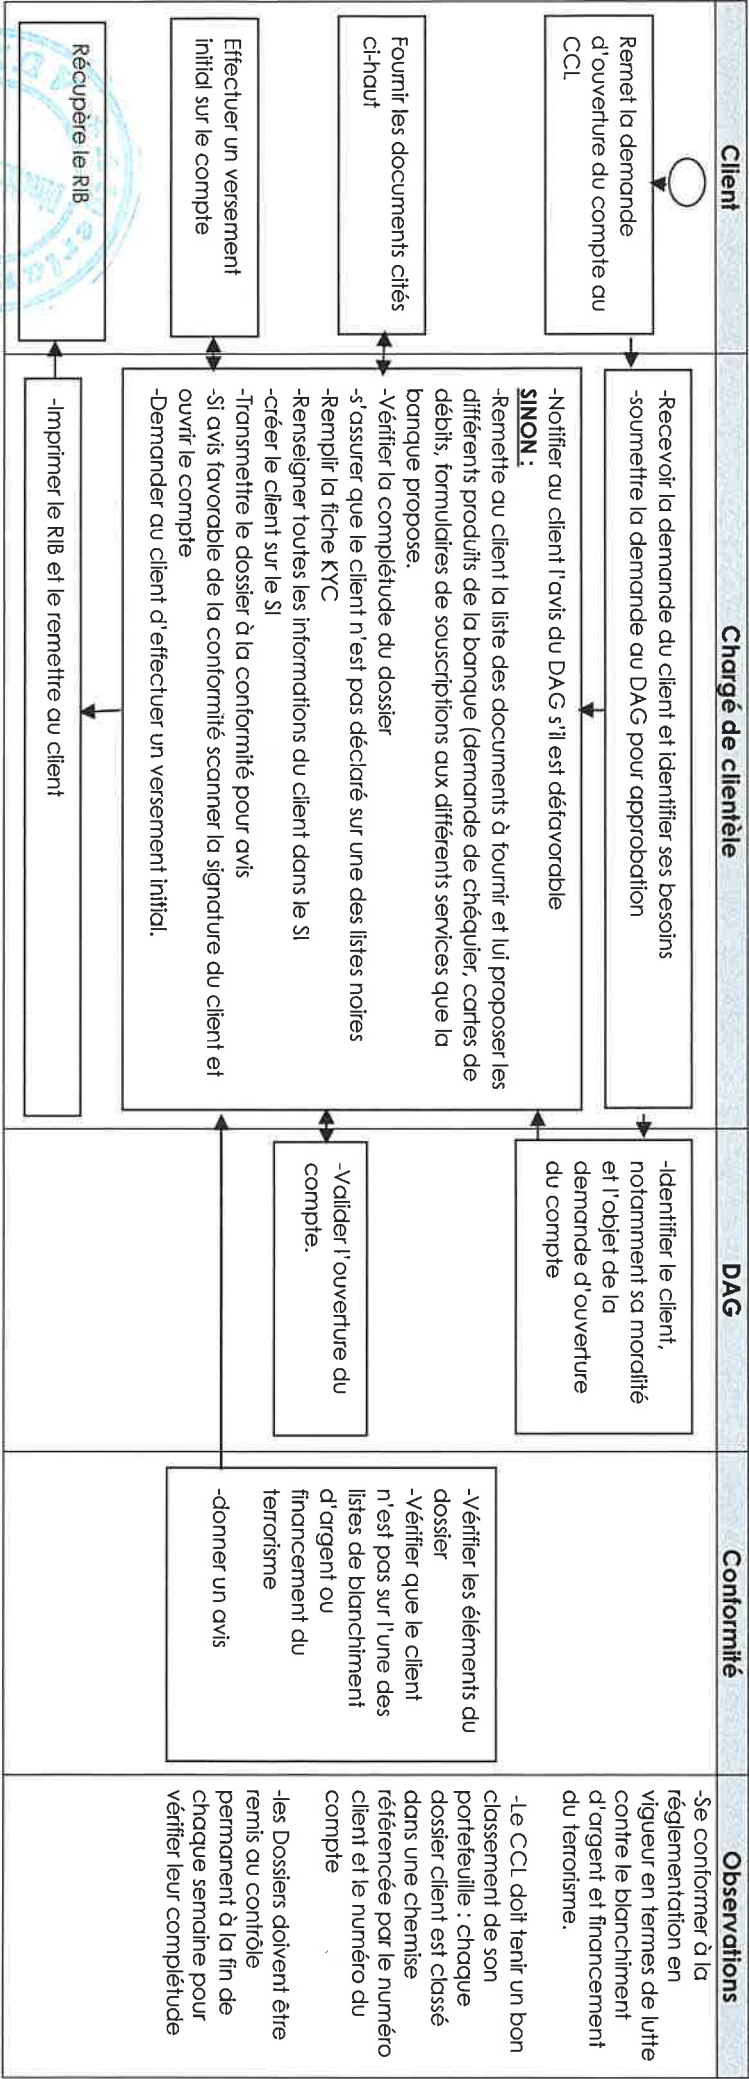 Client
Chargé de clientèle
DAG
Conformité
Observations
Remet la demande
d'ouverture du compte au
CCL
Fournir les documents cités
ci-haut
Effectuer un versement
initial sur le compte
Récupère le RIB
-Recevoir la demande du client et identifier ses besoins
-soumettre la demande au DAG pour approbation
-Notifier au client l'avis du DAG s'il est défavorable
SINON :
-Remette au client la liste des documents à fournir et lui proposer les
différents produits de la banque (demande de chéquier, cartes de
débits, formulaires de souscriptions aux différents services que la
banque propose.
-Vérifier la complétude du dossier
-s'assurer que le client n'est pas déclaré sur une des listes noires
-Remplir la fiche KYC
-Renseigner toutes les informations du client dans le SI
-créer le client sur le SI
-Transmettre le dossier à la conformité pour avis
-Si avis favorable de la conformité scanner la signature du client et
ouvrir le compte
-Demander au client d'effectuer un versement initial.
-Imprimer le RIB et le remettre au client
-Identifier le client,
notamment sa moralité
et l'objet de la
demande d'ouverture
du compte
-Valider l'ouverture du
compte.
-Vérifier les éléments du
dossier
-Vérifier que le client
n'est pas sur l'une des
listes de blanchiment
d'argent ou
financement du
terrorisme
-donner un avis
-Se conformer à la
réglementation en
vigueur en termes de lutte
contre le blanchiment
d'argent et financement
du terrorisme.
-Le CCL doit tenir un bon
classement de son
portefeuille : chaque
dossier client est classé
dans une chemise
référencée par le numéro
client et le numéro du
compte
-les Dossiers doivent être
remis au contrôle
permanent à la fin de
chaque semaine pour
vérifier leur complétude